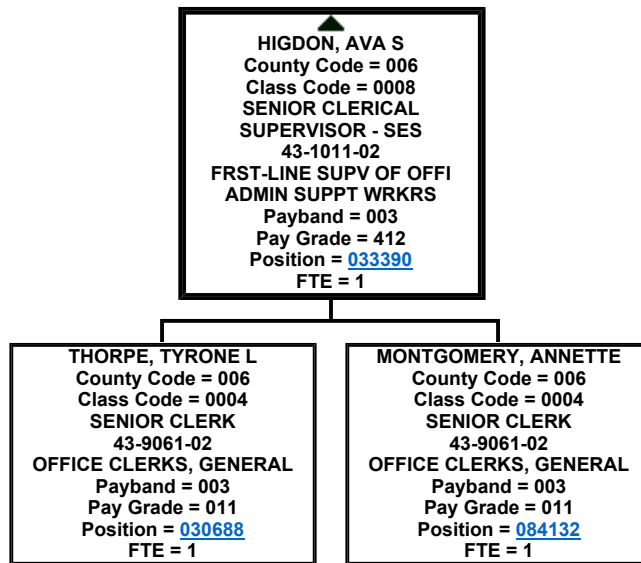 HIGDON, AVA S
County Code = 006
Class Code = 0008
SENIOR CLERICAL
SUPERVISOR - SES
43-1011-02
FRST-LINE SUPV OF OFFI
ADMIN SUPPT WRKRS
Payband = 003
Pay Grade = 412
Position = 033390
FTE = 1
THORPE, TYRONE L
County Code = 006
Class Code = 0004
SENIOR CLERK
43-9061-02
OFFICE CLERKS, GENERAL
Payband = 003
Pay Grade = 011
Position = 030688
FTE = 1
MONTGOMERY, ANNETTE
County Code = 006
Class Code = 0004
SENIOR CLERK
43-9061-02
OFFICE CLERKS, GENERAL
Payband = 003
Pay Grade = 011
Position = 084132
FTE = 1